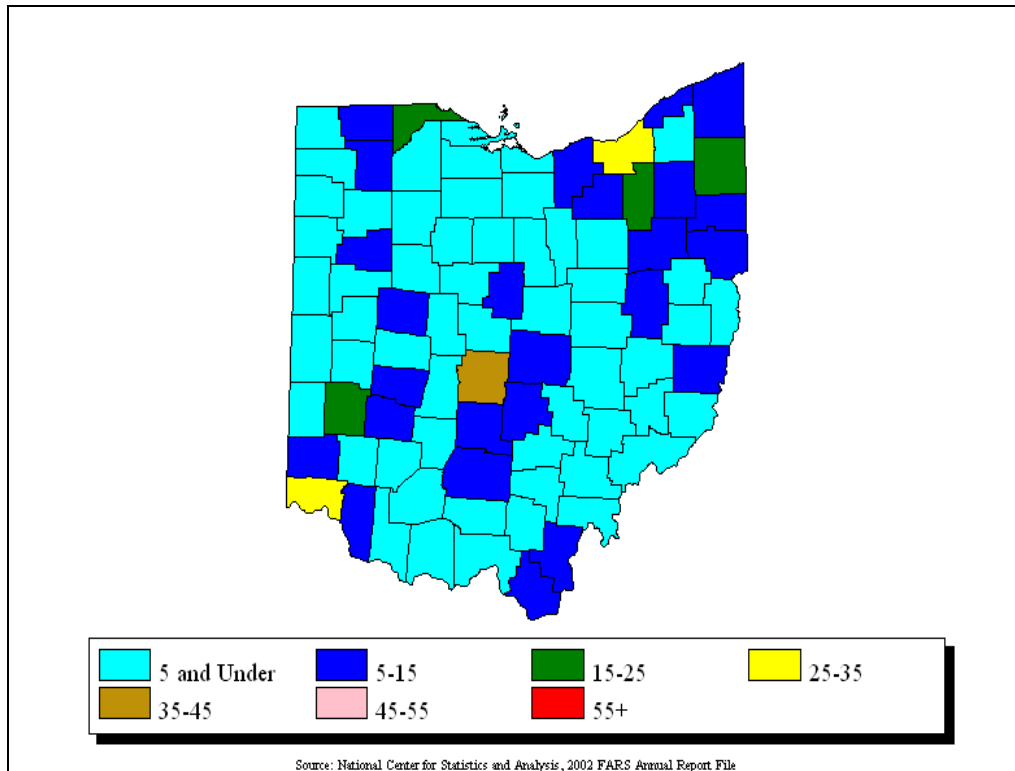 5 and Under 5-15 15-25 25-35
35-45 45-55 55+
Source: National Center for Statistics and Analysis, 2002 FARS Annual Report File